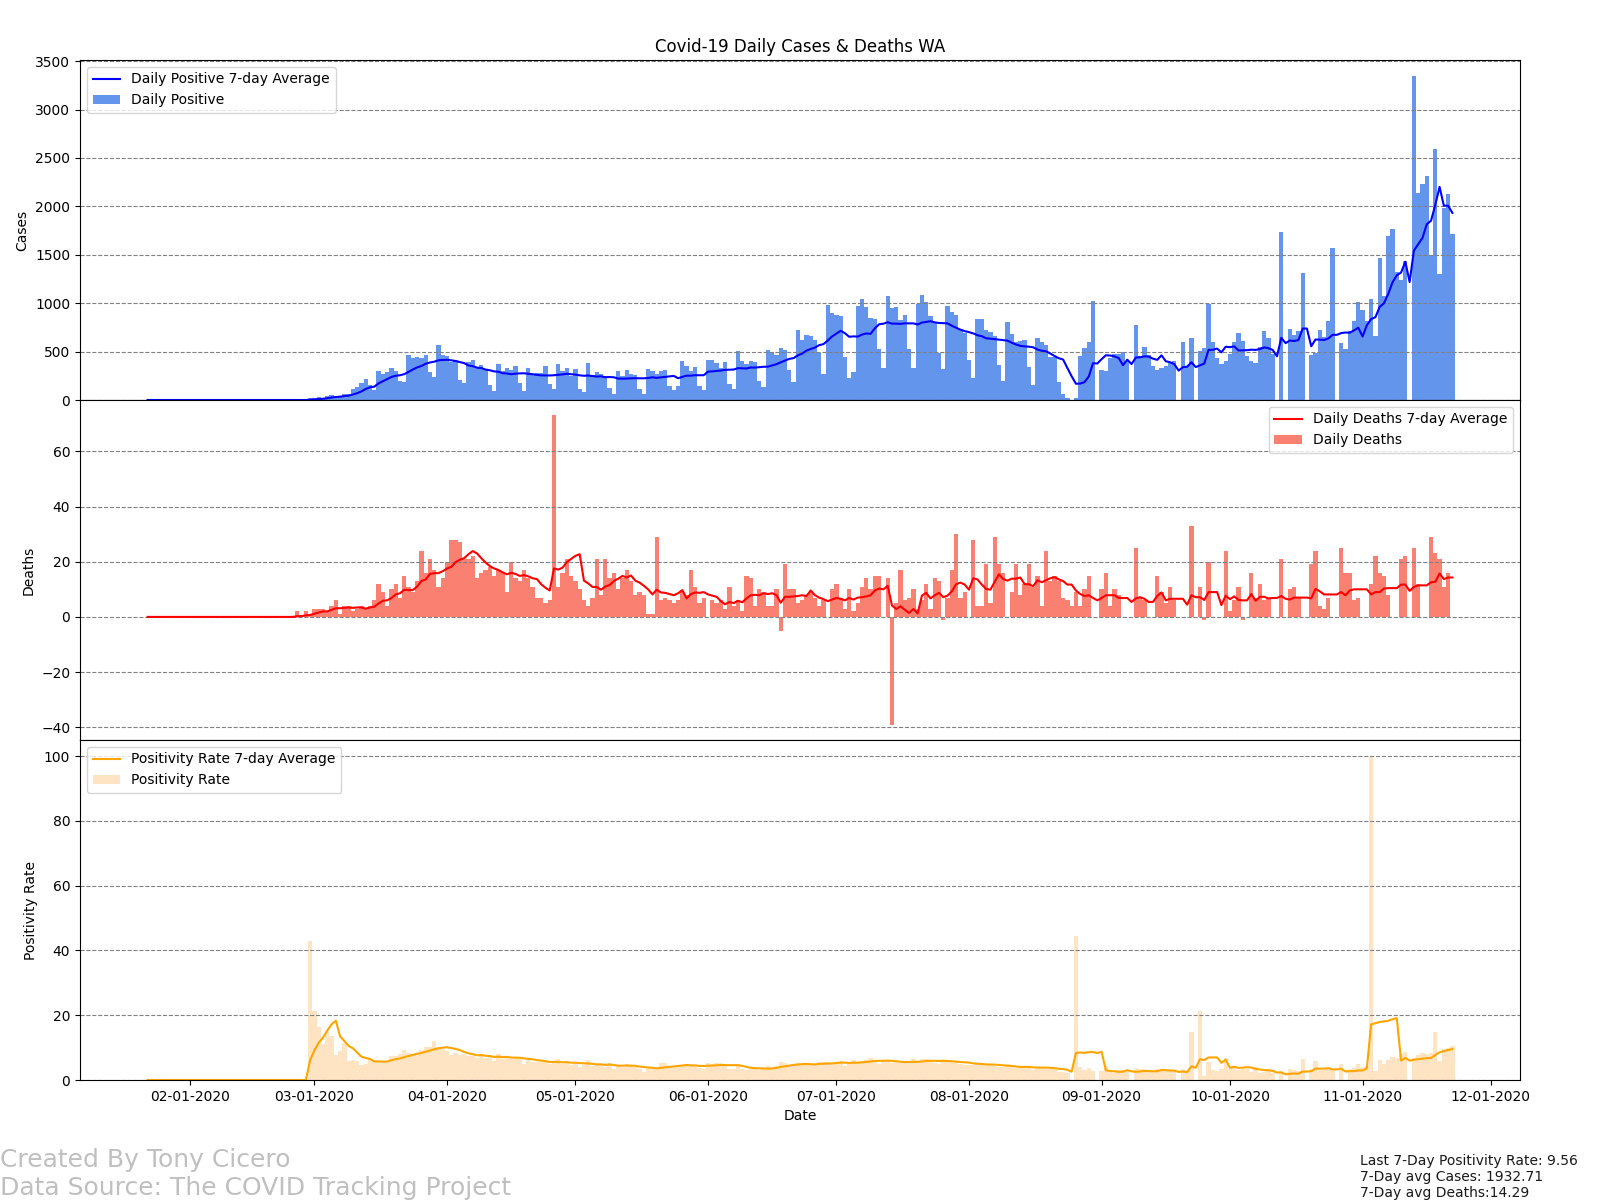 Covid-19 Daily Cases & Deaths WA
Daily Positive 7-day Average
Daily Positive
3500
3000
2500
2000
1500
1000
500
0
Cases
Daily Deaths 7-day Average
Daily Deaths
60
40
20
0
−20
−40
Deaths
Positivity Rate 7-day Average
Positivity Rate
100
80
60
40
20
0
Positivity Rate
02-01-2020 03-01-2020 04-01-2020 05-01-2020 06-01-2020 07-01-2020 08-01-2020 09-01-2020 10-01-2020 11-01-2020 12-01-2020
Date
Created By Tony Cicero
Data Source: The COVID Tracking Project
Last 7-Day Positivity Rate: 9.56
7-Day avg Cases: 1932.71
7-Day avg Deaths:14.29